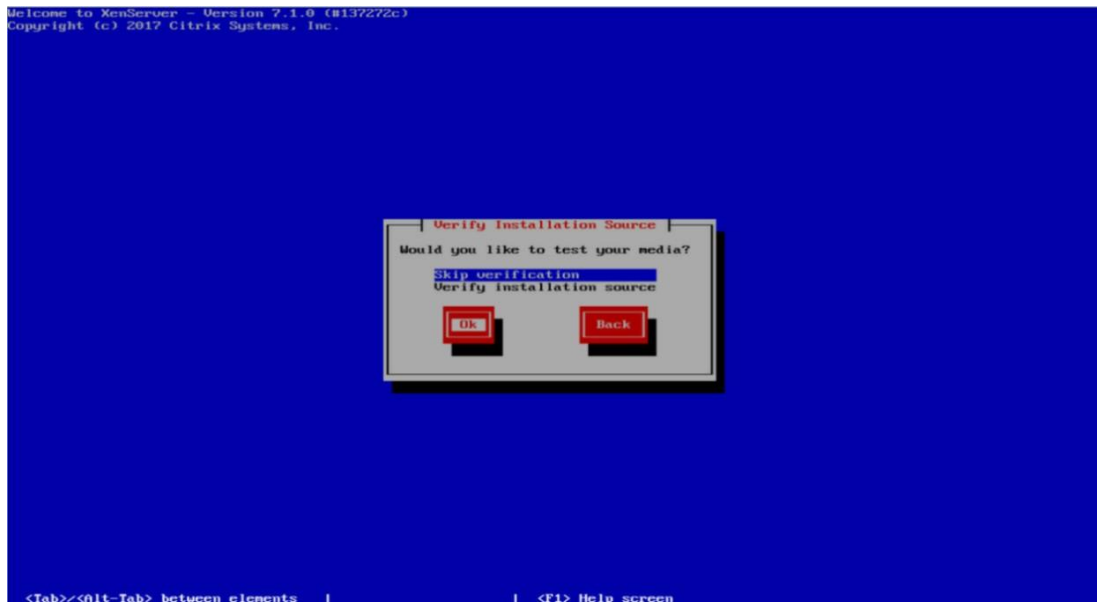 Welcome to XenServer - Version 7.1.0 (#137272c)
Copyright (c) 2017 Citrix Systems, Inc.
Verify Installation Source
Would you like to test your media?
Skip verification
Verify installation source
Ok Back
<Tab>/<Alt-Tab> between elements | | <F1> Help screen